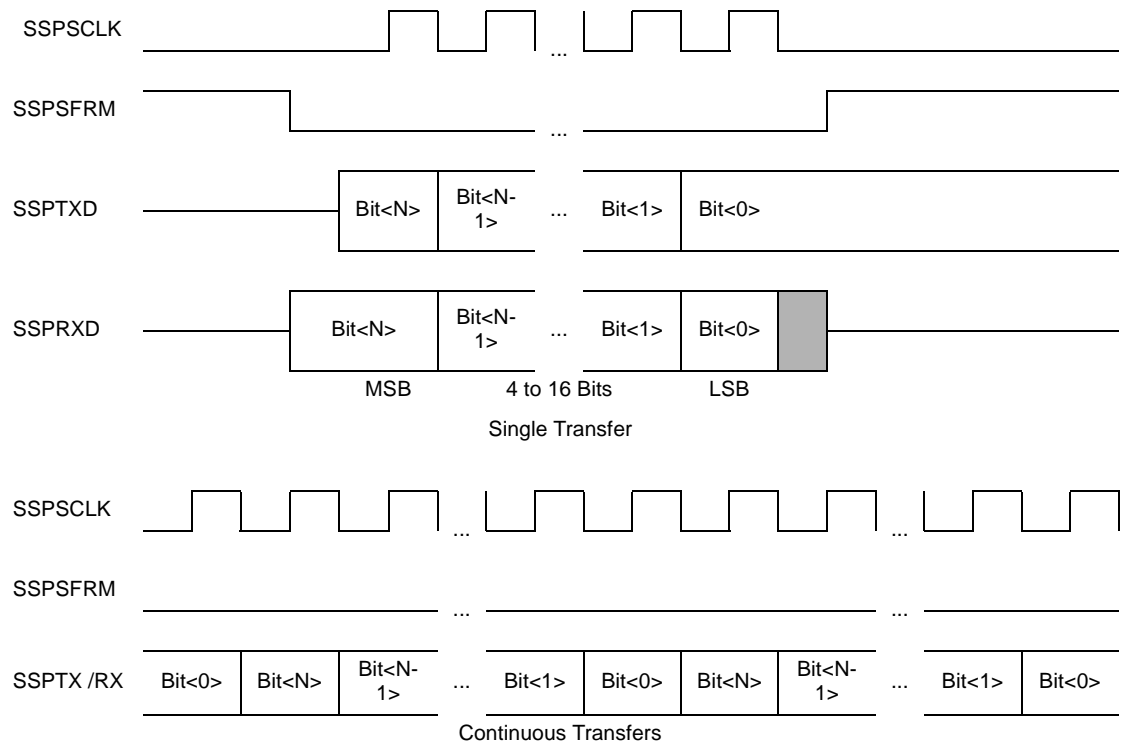 SSPSCLK
...
SSPSFRM
...
SSPTXD
Bit<N>
Bit<N-
1>
...
Bit<1>
Bit<0>
SSPRXD
Bit<N>
Bit<N-
1>
...
Bit<1>
Bit<0>
MSB
4 to 16 Bits
LSB
Single Transfer
SSPSCLK
...
...
SSPSFRM
...
...
SSPTX /RX
Bit<0>
Bit<N>
Bit<N-
1>
...
Bit<1>
Bit<0>
Bit<N>
Bit<N-
1>
...
Bit<1>
Bit<0>
Continuous Transfers